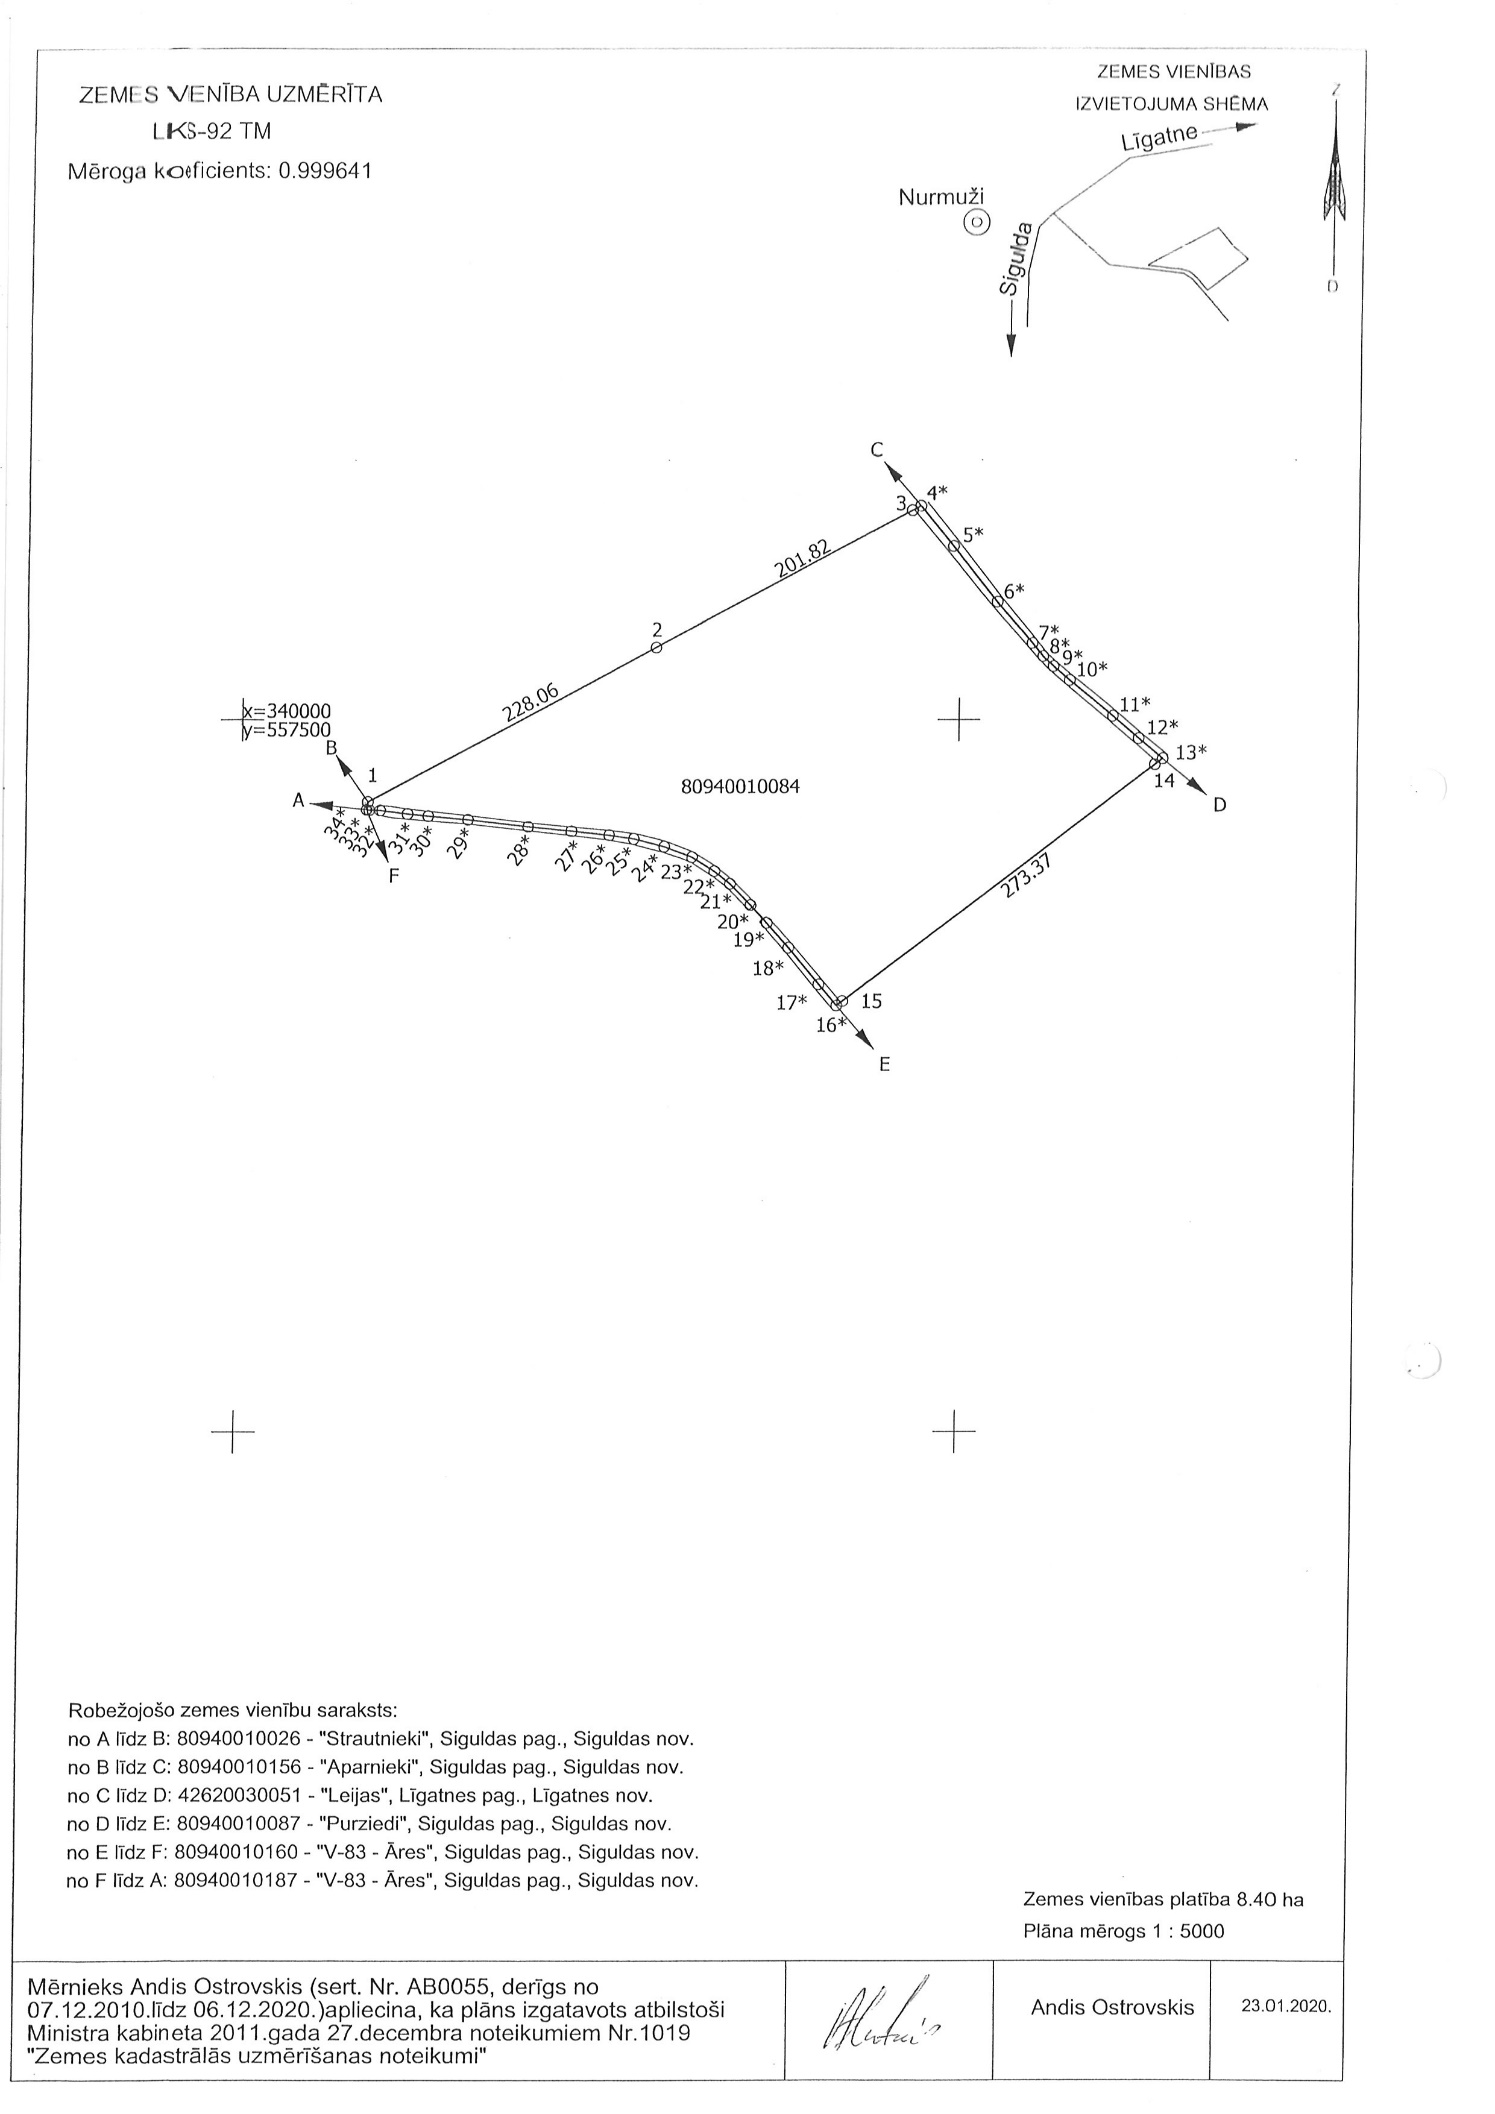 ZEMES VENĪBA UZMĒRĪTA
LKS-92 TM
Mēroga koeficients: 0.999641
ZEMES VIENĪBAS
IZVIETOJUMA SHĒMA
Z
Līgatne
Nurmuži
Sigulda
D
C
3
4*
5*
201.82
6*
2
7*
8*
9*
10*
228.06
x=340000
11*
y=557500
12*
B
13*
1
14
80940010084
A
D
34*
33*
32*
31*
30*
29*
28*
27*
26*
25*
24*
23*
22*
21*
20*
19*
18*
17*
16*
F
273.37
15
E
Robežojošo zemes vienību saraksts:
no A līdz B: 80940010026 - "Strautnieki", Siguldas pag., Siguldas nov.
no B līdz C: 80940010156 - "Aparnieki", Siguldas pag., Siguldas nov.
no C līdz D: 42620030051 - "Leijas", Līgatnes pag., Līgatnes nov.
no D līdz E: 80940010087 - "Purziedi", Siguldas pag., Siguldas nov.
no E līdz F: 80940010160 - "V-83 - Āres", Siguldas pag., Siguldas nov.
no F līdz A: 80940010187 - "V-83 - Āres", Siguldas pag., Siguldas nov.
Zemes vienības platība 8.40 ha
Plāna mērogs 1 : 5000
Mērnieks Andis Ostrovskis (sert. Nr. AB0055, derīgs no
07.12.2010.līdz 06.12.2020.)apliecina, ka plāns izgatavots atbilstoši
Ministra kabineta 2011.gada 27.decembra noteikumiem Nr.1019
"Zemes kadastrālās uzmērīšanas noteikumi"
Andis Ostrovskis
23.01.2020.